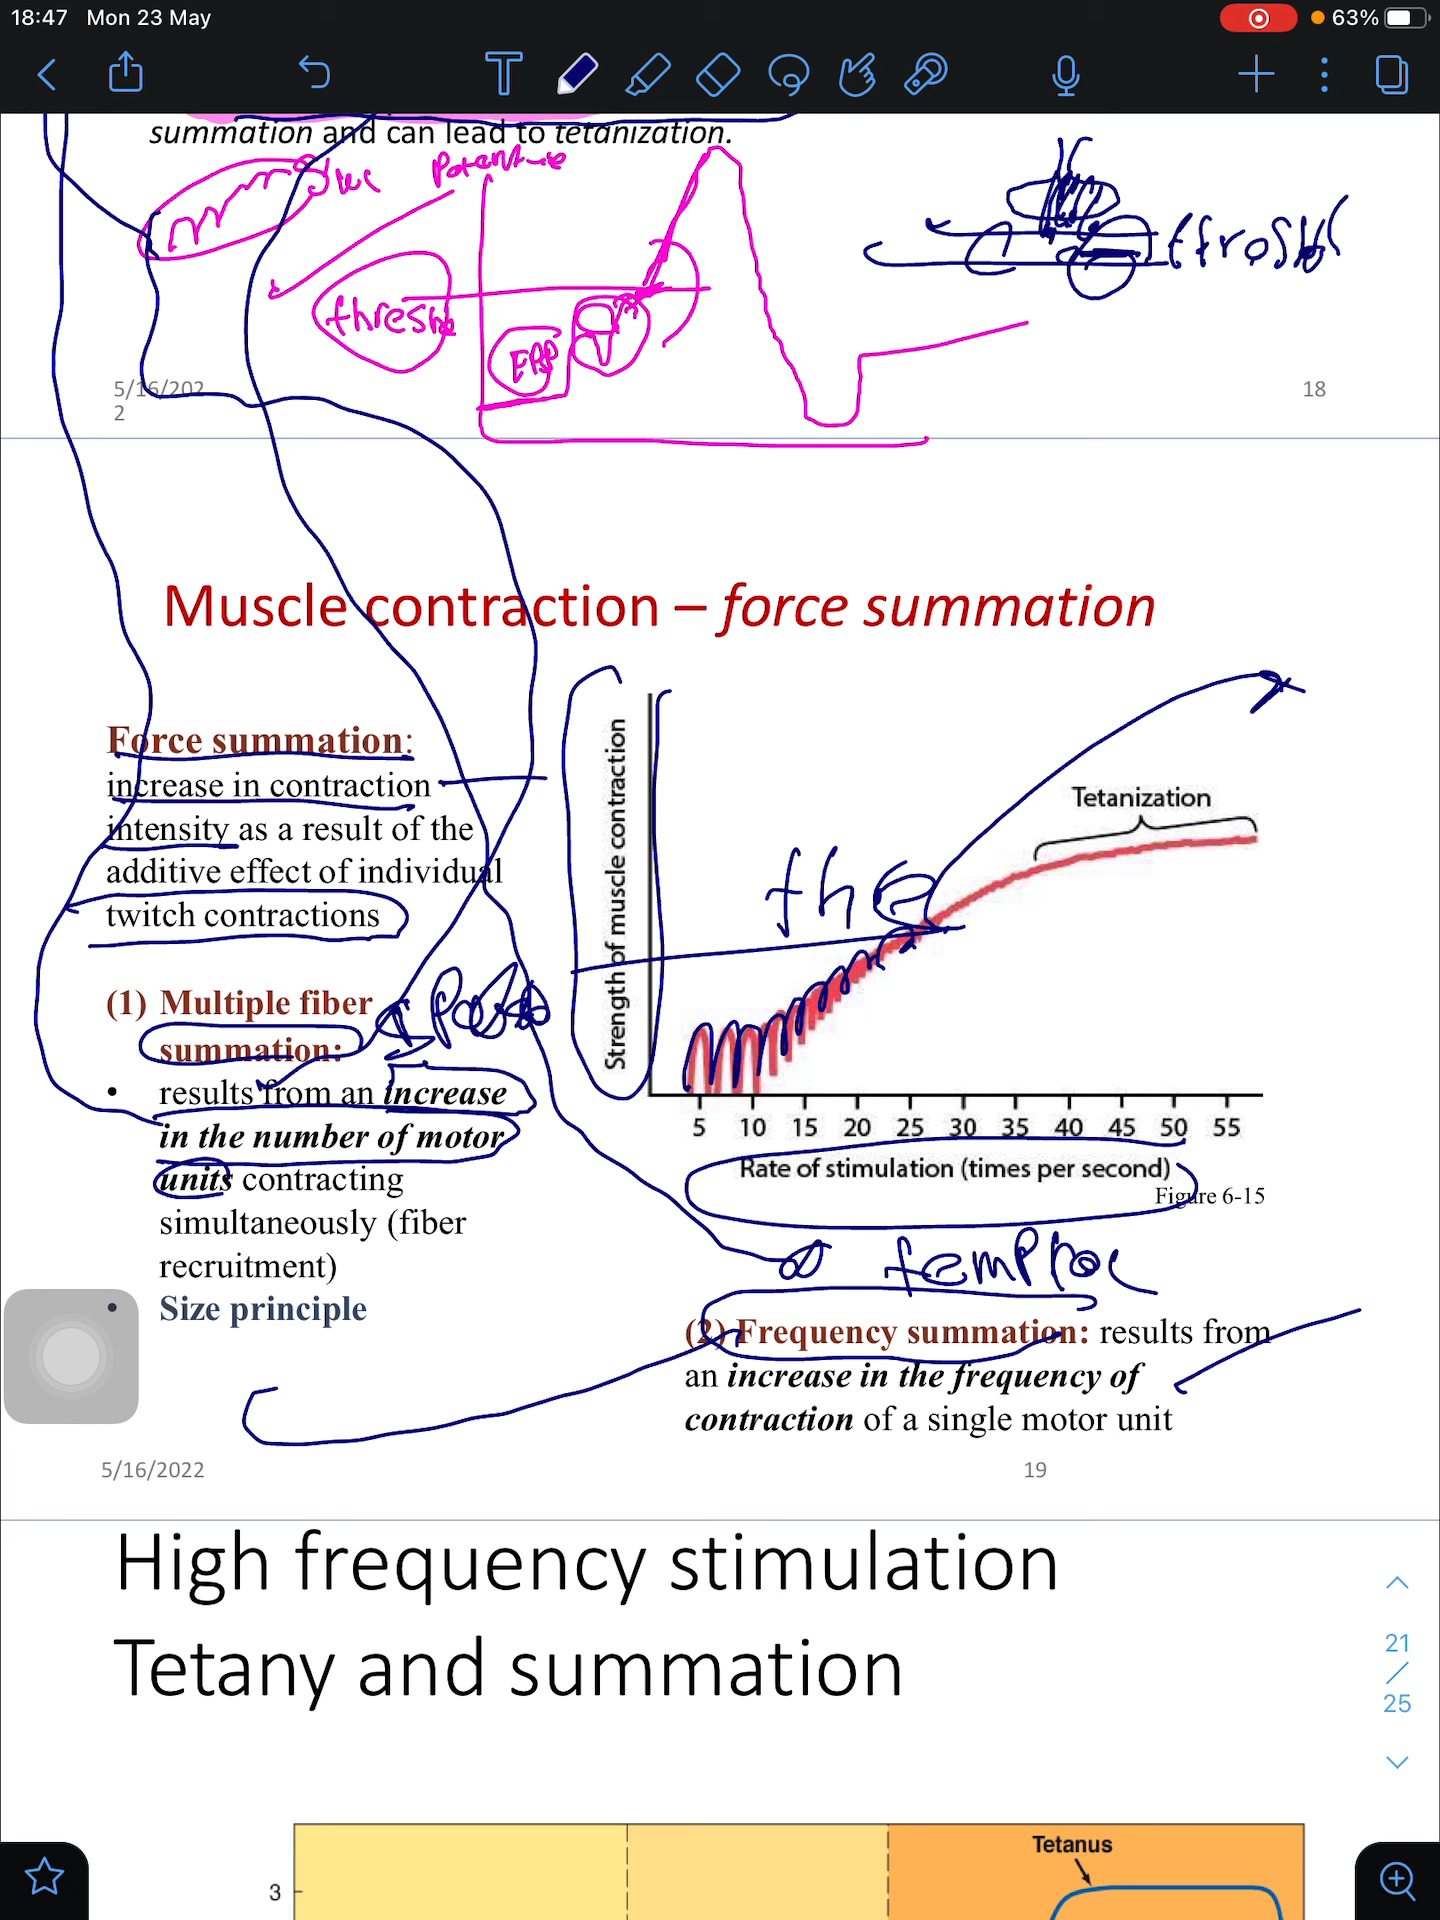 18:47 Mon 23 May
63%
summation and can lead to tetanization.
thresh
EPP
5/16/202
2
18
Muscle contraction – force summation
Force summation:
increase in contraction
intensity as a result of the
additive effect of individual
twitch contractions
(1) Multiple fiber
summation:
• results from an increase
in the number of motor
units contracting
simultaneously (fiber
recruitment)
• Size principle
Strength of muscle contraction
Tetanization
5 10 15 20 25 30 35 40 45 50 55
Rate of stimulation (times per second)
Figure 6-15
(2) Frequency summation: results from
an increase in the frequency of
contraction of a single motor unit
5/16/2022
19
High frequency stimulation
Tetany and summation
21
/
25
Tetanus
3